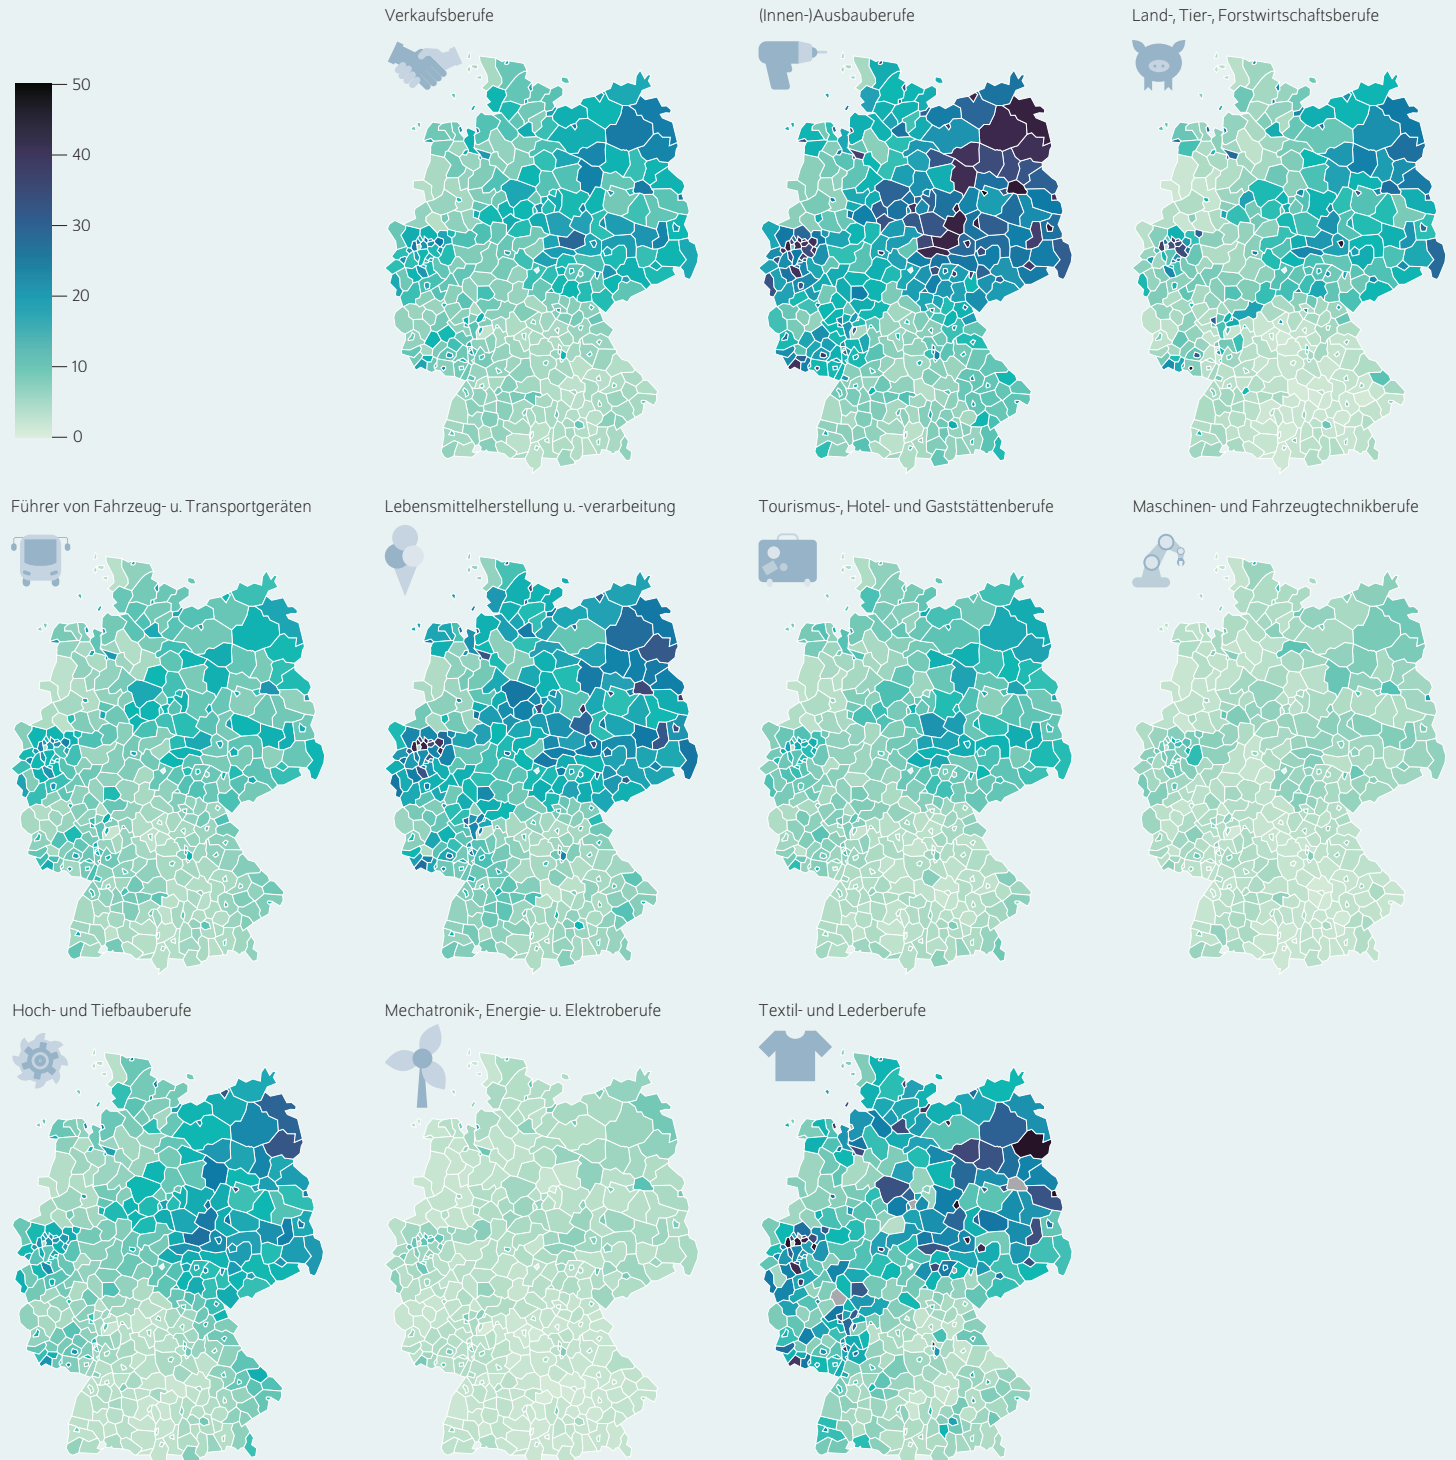 Verkaufsberufe
(Innen-)Ausbauberufe
Land-, Tier-, Forstwirtschaftsberufe
50
40
30
20
10
0
Führer von Fahrzeug- u. Transportgeräten
Lebensmittelherstellung u. -verarbeitung
Tourismus-, Hotel- und Gaststättenberufe
Maschinen- und Fahrzeugtechnikberufe
Hoch- und Tiefbauberufe
Mechatronik-, Energie- u. Elektroberufe
Textil- und Lederberufe